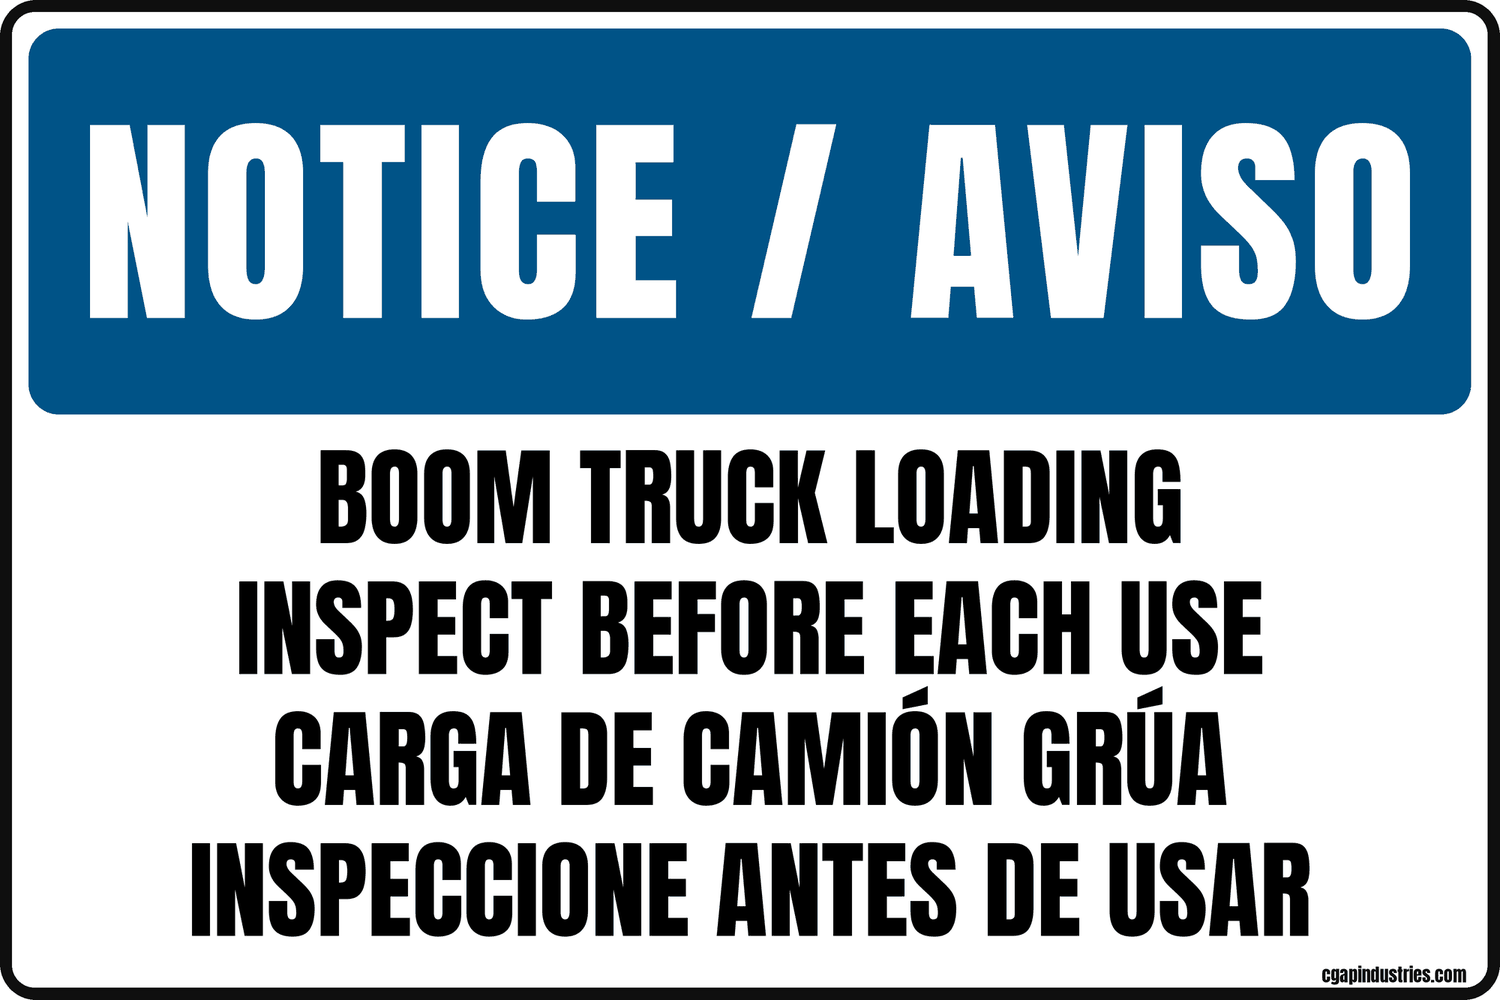 NOTICE / AVISO
BOOM TRUCK LOADING
INSPECT BEFORE EACH USE
CARGA DE CAMIÓN GRÚA
INSPECCIONE ANTES DE USAR
cgapindustries.com